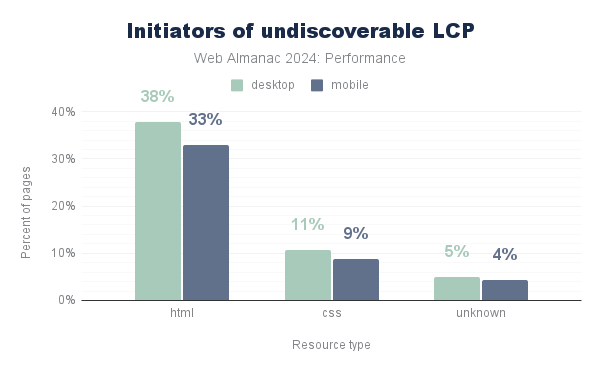 Initiators of undiscoverable LCP
Web Almanac 2024: Performance
desktop mobile
38%
33%
11%
9%
5%
4%
40%
30%
20%
10%
0%
Percent of pages
html css unknown
Resource type